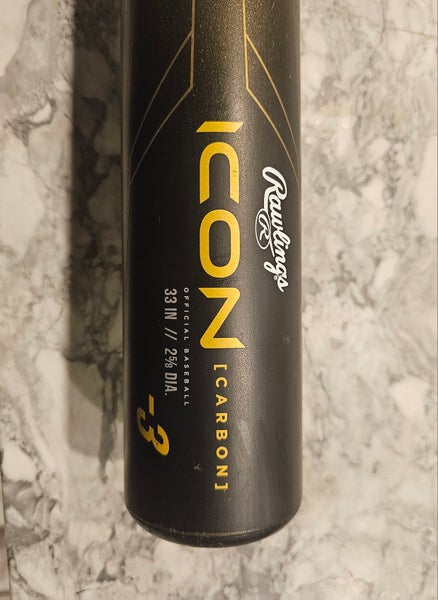 Rawlings
R
ICON
[CARBON]
OFFICIAL BASEBALL
33 IN // 2⅝ DIA.
-3